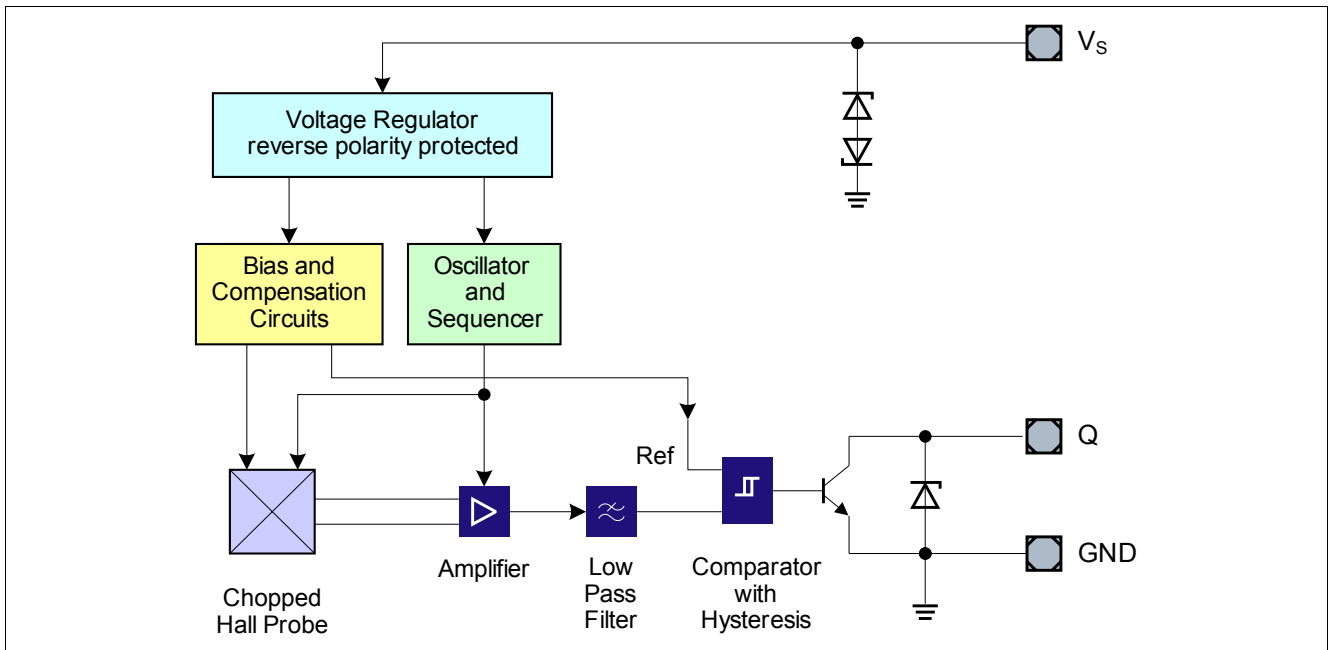 V_S
Voltage Regulator
reverse polarity protected
Bias and
Compensation
Circuits
Oscillator
and
Sequencer
Ref
Q
GND
Amplifier
Low
Pass
Filter
Comparator
with
Hysteresis
Chopped
Hall Probe